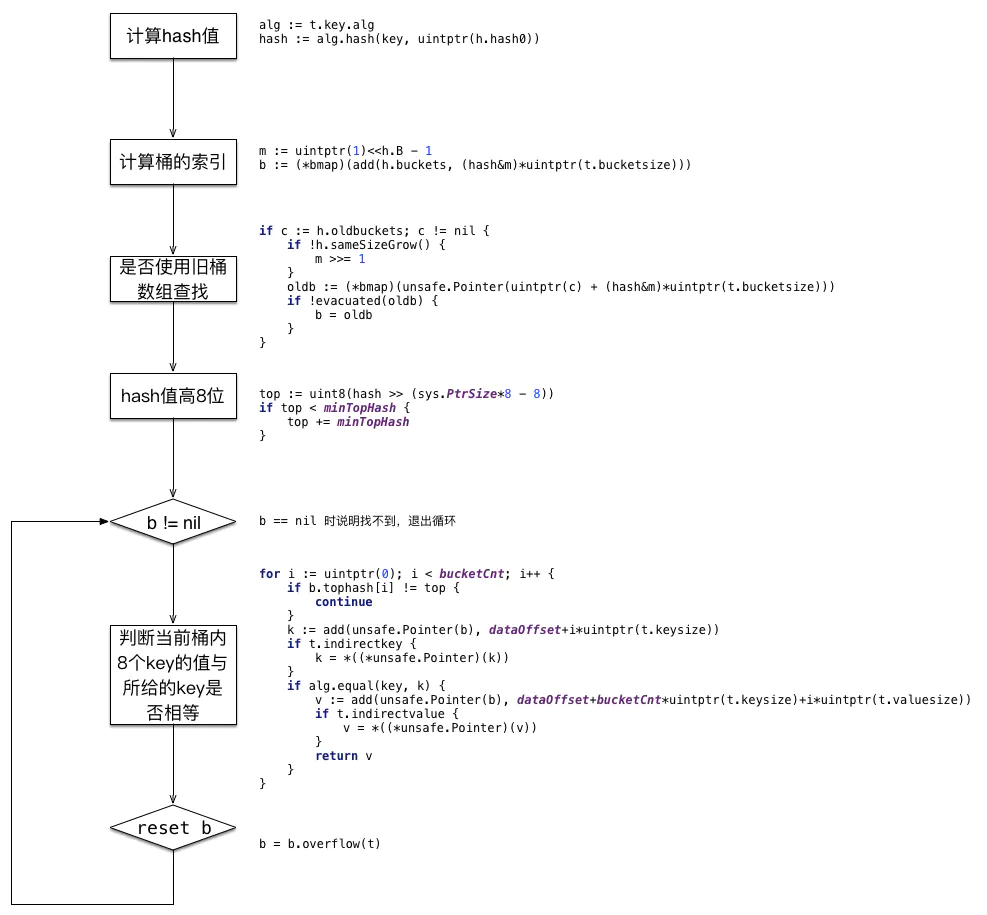 计算hash值
alg := t.key.alg
hash := alg.hash(key, uintptr(h.hash0))
计算桶的索引
m := uintptr(1)<<h.B - 1
b := (*bmap)(add(h.buckets, (hash&m)*uintptr(t.bucketsize)))
是否使用旧桶
数组查找
if c := h.oldbuckets; c != nil {
    if !h.sameSizeGrow() {
        m >>= 1
    }
    oldb := (*bmap)(unsafe.Pointer(uintptr(c) + (hash&m)*uintptr(t.bucketsize)))
    if !evacuated(oldb) {
        b = oldb
    }
}
hash值高8位
top := uint8(hash >> (sys.PtrSize*8 - 8))
if top < minTopHash {
    top += minTopHash
}
b != nil
b == nil 时说明找不到，退出循环
判断当前桶内
8个key的值与
所给的key是
否相等
for i := uintptr(0); i < bucketCnt; i++ {
    if b.tophash[i] != top {
        continue
    }
    k := add(unsafe.Pointer(b), dataOffset+i*uintptr(t.keysize))
    if t.indirectkey {
        k = *((*unsafe.Pointer)(k))
    }
    if alg.equal(key, k) {
        v := add(unsafe.Pointer(b), dataOffset+bucketCnt*uintptr(t.keysize)+i*uintptr(t.valuesize))
        if t.indirectvalue {
            v = *((*unsafe.Pointer)(v))
        }
        return v
    }
}
reset b
b = b.overflow(t)